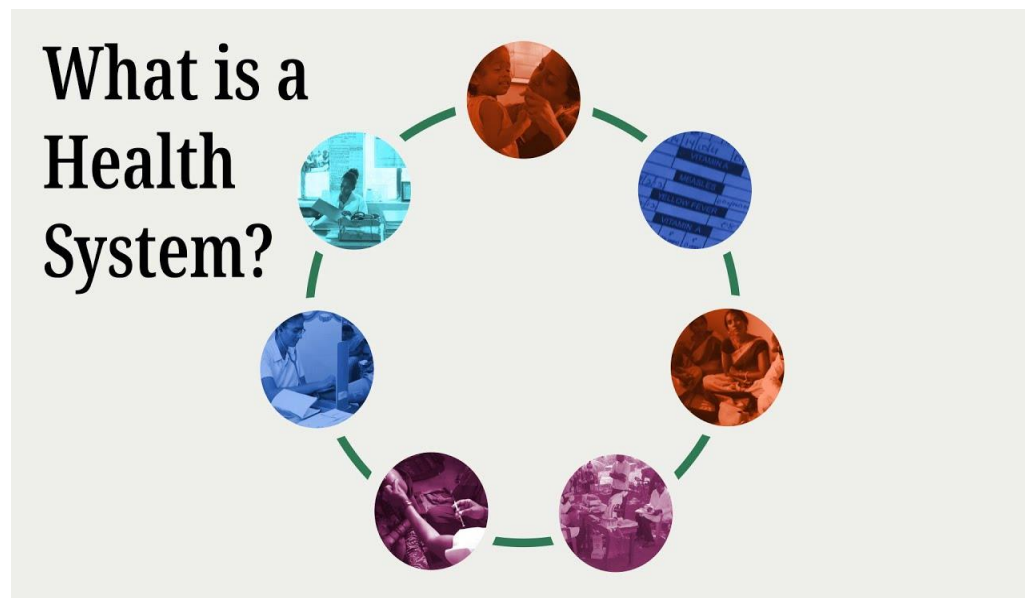 What is a
Health
System?
VITAMIN A
MEASLES
YELLOW FEVER
VITAMIN A